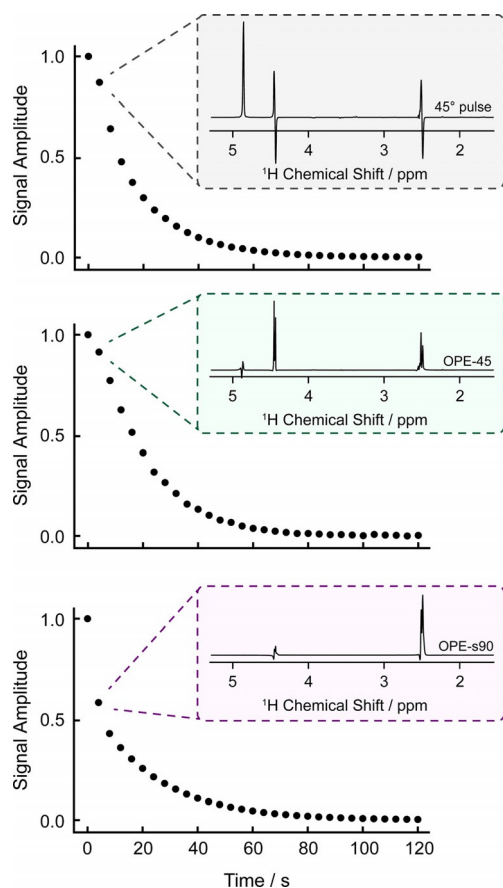 1.0
0.5
0.0
Signal Amplitude
45° pulse
5 4 3 2
¹H Chemical Shift / ppm
1.0
0.5
0.0
Signal Amplitude
OPE-45
5 4 3 2
¹H Chemical Shift / ppm
1.0
0.5
0.0
Signal Amplitude
OPE-s90
5 4 3 2
¹H Chemical Shift / ppm
0 20 40 60 80 100 120
Time / s